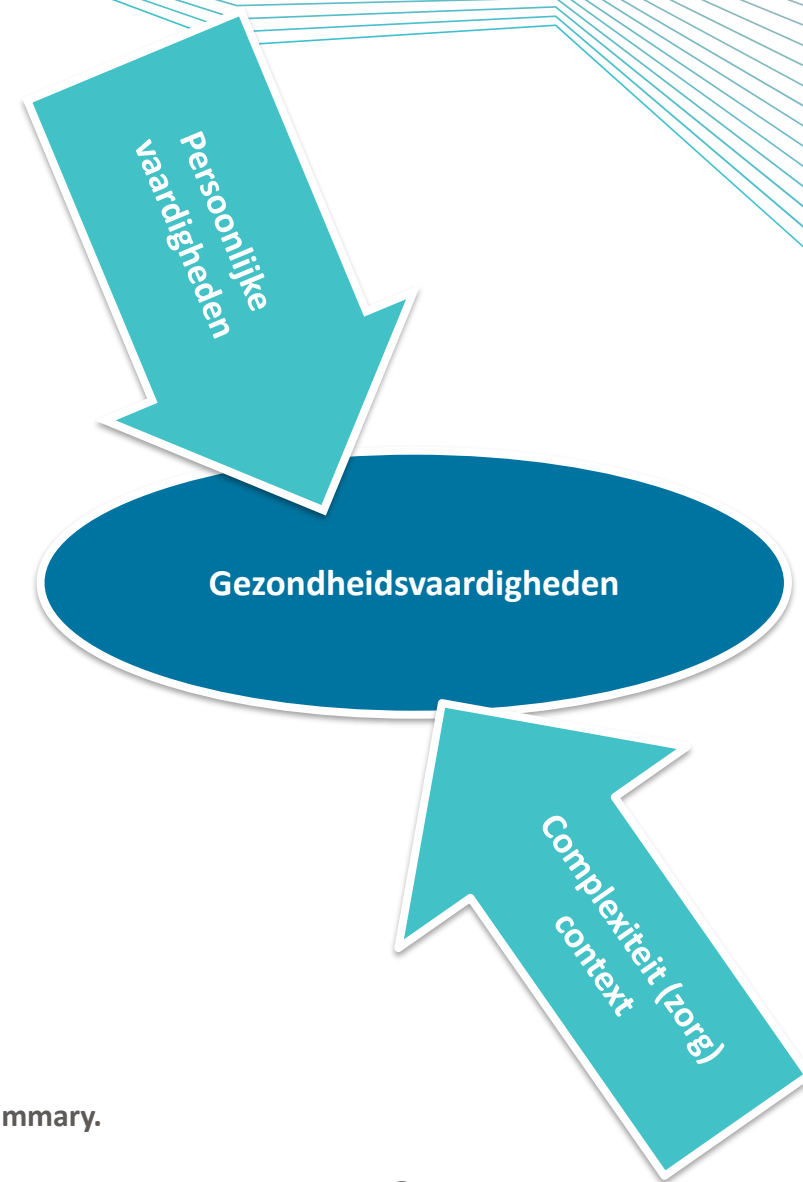 Persoonlijke
vaardigheden
Gezondheidsvaardigheden
Complexiteit (zorg)
context
mmary.